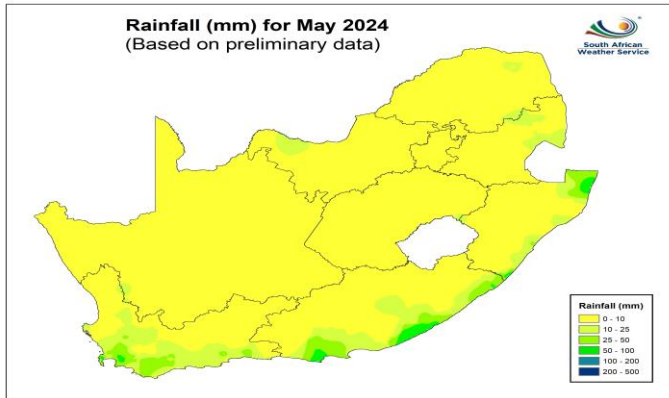 Rainfall (mm) for May 2024
(Based on preliminary data)
South African
Weather Service
Rainfall (mm)
0 - 10
10 - 25
25 - 50
50 - 100
100 - 200
200 - 500